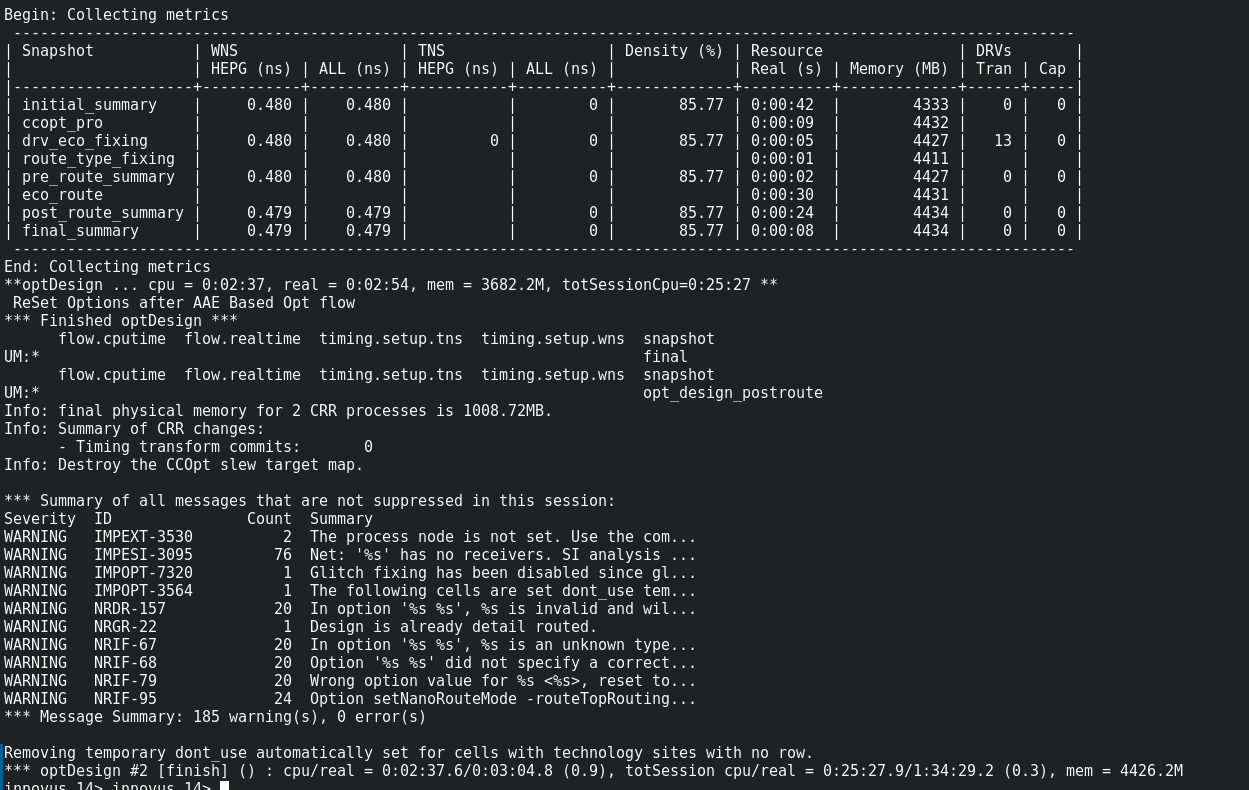 Begin: Collecting metrics
 ----------------------------------------------------------------------------------------------------------------------
| Snapshot           | WNS                  | TNS                  | Density (%) | Resource               | DRVs       |
|                    | HEPG (ns) | ALL (ns) | HEPG (ns) | ALL (ns) |             | Real (s) | Memory (MB) | Tran | Cap |
|--------------------+-----------+----------+-----------+----------+-------------+----------+-------------+------+-----|
| initial_summary    |     0.480 |    0.480 |           |        0 |       85.77 | 0:00:42  |        4333 |    0 |   0 |
| ccopt_pro          |           |          |           |          |             | 0:00:09  |        4432 |      |     |
| drv_eco_fixing     |     0.480 |    0.480 |         0 |        0 |       85.77 | 0:00:05  |        4427 |   13 |   0 |
| route_type_fixing  |           |          |           |          |             | 0:00:01  |        4411 |      |     |
| pre_route_summary  |     0.480 |    0.480 |           |        0 |       85.77 | 0:00:02  |        4427 |    0 |   0 |
| eco_route          |           |          |           |          |             | 0:00:30  |        4431 |      |     |
| post_route_summary |     0.479 |    0.479 |           |        0 |       85.77 | 0:00:24  |        4434 |    0 |   0 |
| final_summary      |     0.479 |    0.479 |           |        0 |       85.77 | 0:00:08  |        4434 |    0 |   0 |
 ----------------------------------------------------------------------------------------------------------------------
End: Collecting metrics
**optDesign ... cpu = 0:02:37, real = 0:02:54, mem = 3682.2M, totSessionCpu=0:25:27 **
 ReSet Options after AAE Based Opt flow
*** Finished optDesign ***
      flow.cputime  flow.realtime  timing.setup.tns  timing.setup.wns  snapshot
UM:*                                                                   final
      flow.cputime  flow.realtime  timing.setup.tns  timing.setup.wns  snapshot
UM:*                                                                   opt_design_postroute
Info: final physical memory for 2 CRR processes is 1008.72MB.
Info: Summary of CRR changes:
      - Timing transform commits:       0
Info: Destroy the CCOpt slew target map.

*** Summary of all messages that are not suppressed in this session:
Severity  ID               Count  Summary
WARNING   IMPEXT-3530          2  The process node is not set. Use the com...
WARNING   IMPESI-3095         76  Net: '%s' has no receivers. SI analysis ...
WARNING   IMPOPT-7320          1  Glitch fixing has been disabled since gl...
WARNING   IMPOPT-3564          1  The following cells are set dont_use tem...
WARNING   NRDR-157            20  In option '%s %s', %s is invalid and wil...
WARNING   NRGR-22              1  Design is already detail routed.
WARNING   NRIF-67             20  In option '%s %s', %s is an unknown type...
WARNING   NRIF-68             20  Option '%s %s' did not specify a correct...
WARNING   NRIF-79             20  Wrong option value for %s <%s>, reset to...
WARNING   NRIF-95             24  Option setNanoRouteMode -routeTopRouting...
*** Message Summary: 185 warning(s), 0 error(s)

Removing temporary dont_use automatically set for cells with technology sites with no row.
*** optDesign #2 [finish] () : cpu/real = 0:02:37.6/0:03:04.8 (0.9), totSession cpu/real = 0:25:27.9/1:34:29.2 (0.3), mem = 4426.2M
innovus 14> innovus 14>